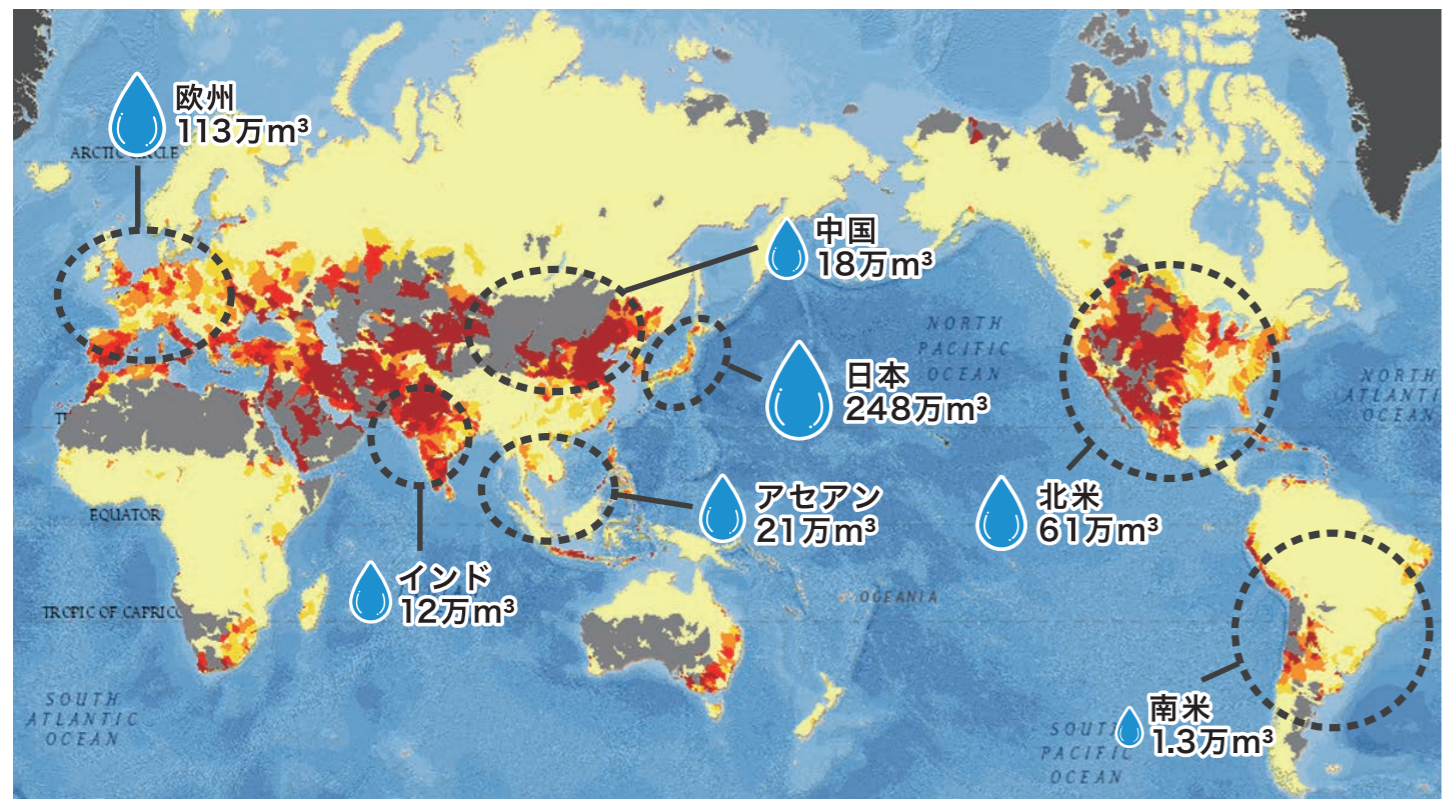 欧州
113万m³
ARCTIC CIRCLE
中国
18万m³
NORTH
PACIFIC
OCEAN
日本
248万m³
NORTH
ATLANTI
OCEAN
アセアン
21万m³
北米
61万m³
EQUATOR
インド
12万m³
OCEANIA
TROPIC OF CAPRICO
SOUTH
ATLANTIC
OCEAN
南米
1.3万m³
SOUTH
PACIFIC
OCEAN